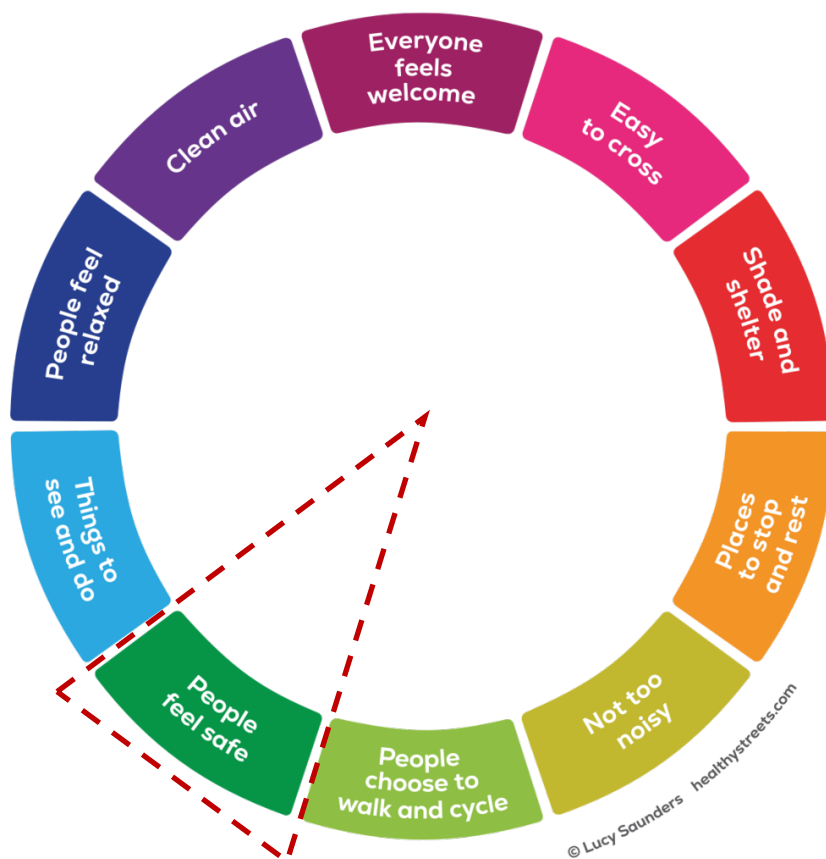 Everyone
feels
welcome
Easy
to cross
Shade and
shelter
Places
to stop
and rest
Not too
noisy
People
choose to
walk and cycle
People
feel safe
Things to
see and do
People feel
relaxed
Clean air
© Lucy Saunders healthystreets.com